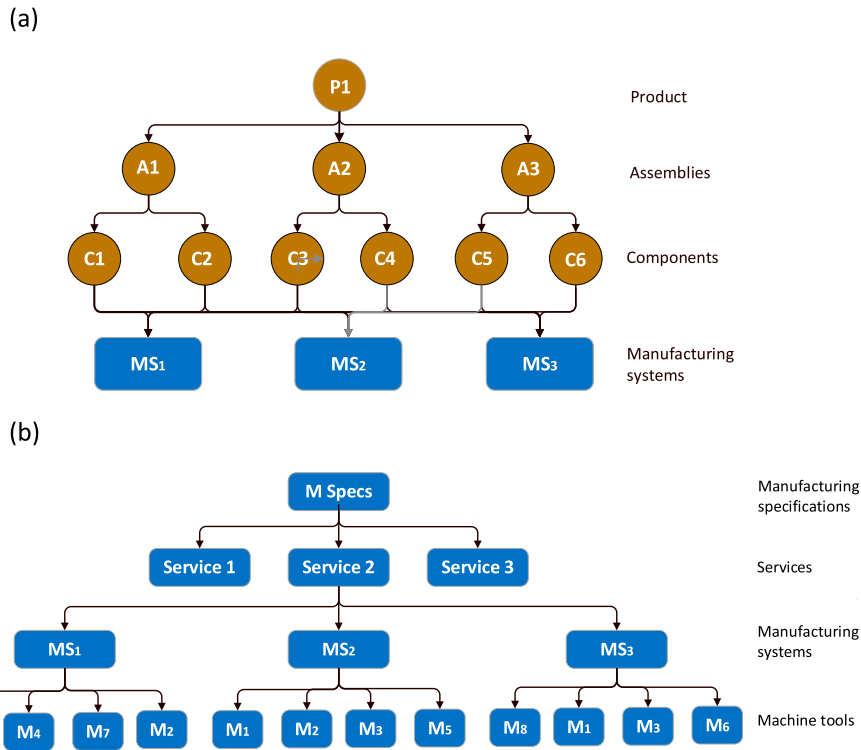 (a)
P1
Product
A1 A2 A3
Assemblies
C1 C2 C3 C4 C5 C6
Components
MS1 MS2 MS3
Manufacturing
systems
(b)
M Specs
Manufacturing
specifications
Service 1 Service 2 Service 3
Services
MS1 MS2 MS3
Manufacturing
systems
M4 M7 M2 M1 M2 M3 M5 M8 M1 M3 M6
Machine tools